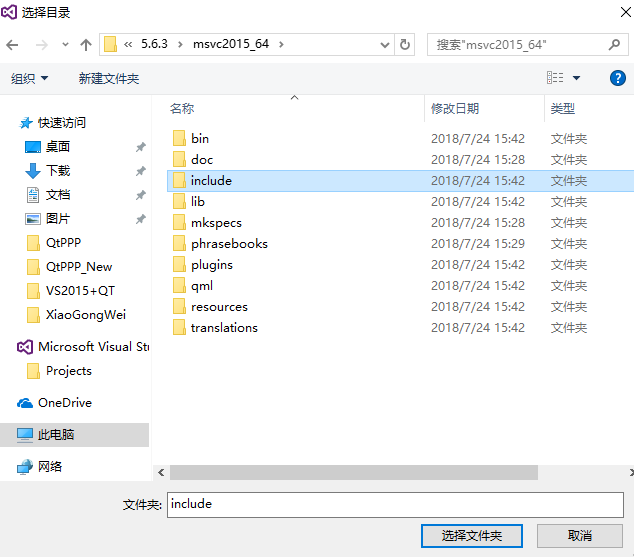 选择目录
« 5.6.3 › msvc2015_64 ›
搜索"msvc2015_64"
组织 新建文件夹
?
名称 修改日期 类型
快速访问
桌面
下载
文档
图片
QtPPP
QtPPP_New
VS2015+QT
XiaoGongWei
Microsoft Visual Stu
Projects
OneDrive
此电脑
网络
bin 2018/7/24 15:42 文件夹
doc 2018/7/24 15:28 文件夹
include 2018/7/24 15:42 文件夹
lib 2018/7/24 15:42 文件夹
mkspecs 2018/7/24 15:28 文件夹
phrasebooks 2018/7/24 15:29 文件夹
plugins 2018/7/24 15:42 文件夹
qml 2018/7/24 15:42 文件夹
resources 2018/7/24 15:42 文件夹
translations 2018/7/24 15:42 文件夹
文件夹: include
选择文件夹 取消